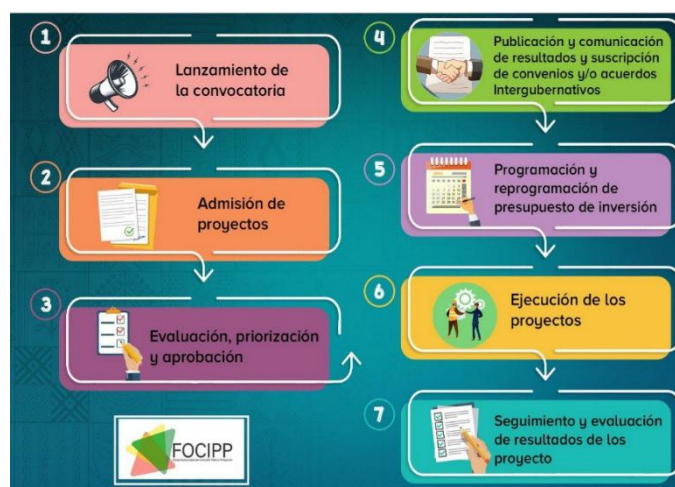 1
Lanzamiento de
la convocatoria
2
Admisión de
proyectos
3
Evaluación, priorización
y aprobación
FOCIPP
4
Publicación y comunicación
de resultados y suscripción
de convenios y/o acuerdos
Intergubernativos
5
Programación y
reprogramación de
presupuesto de inversión
6
Ejecución de los
proyectos
7
Seguimiento y evaluación
de resultados de los
proyecto